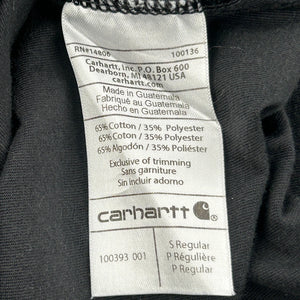 RN#14806 100136
Carhartt, Inc. P.O. Box 600
Dearborn, MI 48121 USA
carhartt.com
Made in Guatemala
Fabriqué au Guatemala
Hecho en Guatemala
65% Cotton / 35% Polyester
65% Coton / 35% Polyester
65% Algodón / 35% Poliéster
Exclusive of trimming
Sans garniture
Sin incluir adorno
carhartt
100393 001
S Regular
P Régulière
P Regular